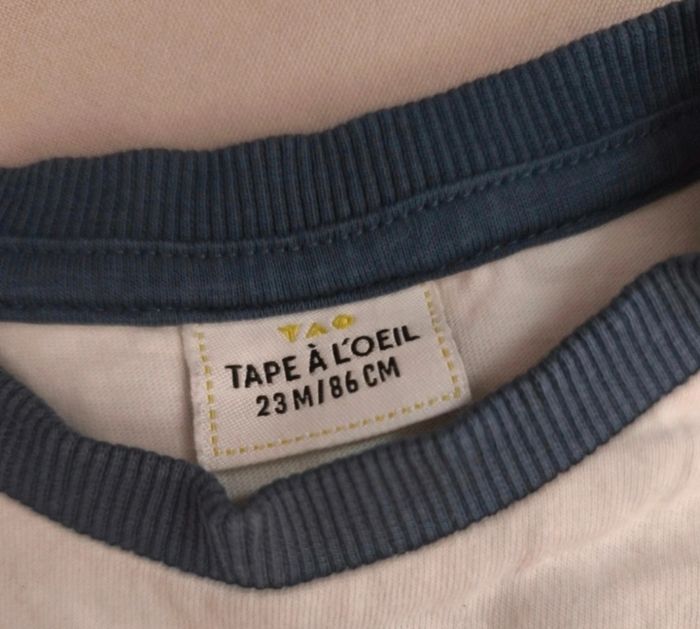 TAO
TAPE À L'OEIL
23 M/86 CM